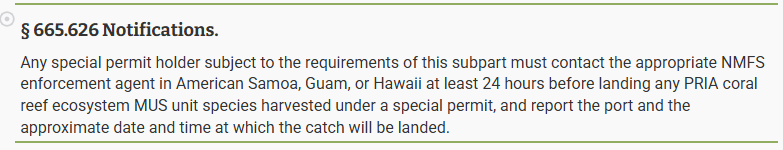 § 665.626 Notifications.
Any special permit holder subject to the requirements of this subpart must contact the appropriate NMFS
enforcement agent in American Samoa, Guam, or Hawaii at least 24 hours before landing any PRIA coral
reef ecosystem MUS unit species harvested under a special permit, and report the port and the
approximate date and time at which the catch will be landed.